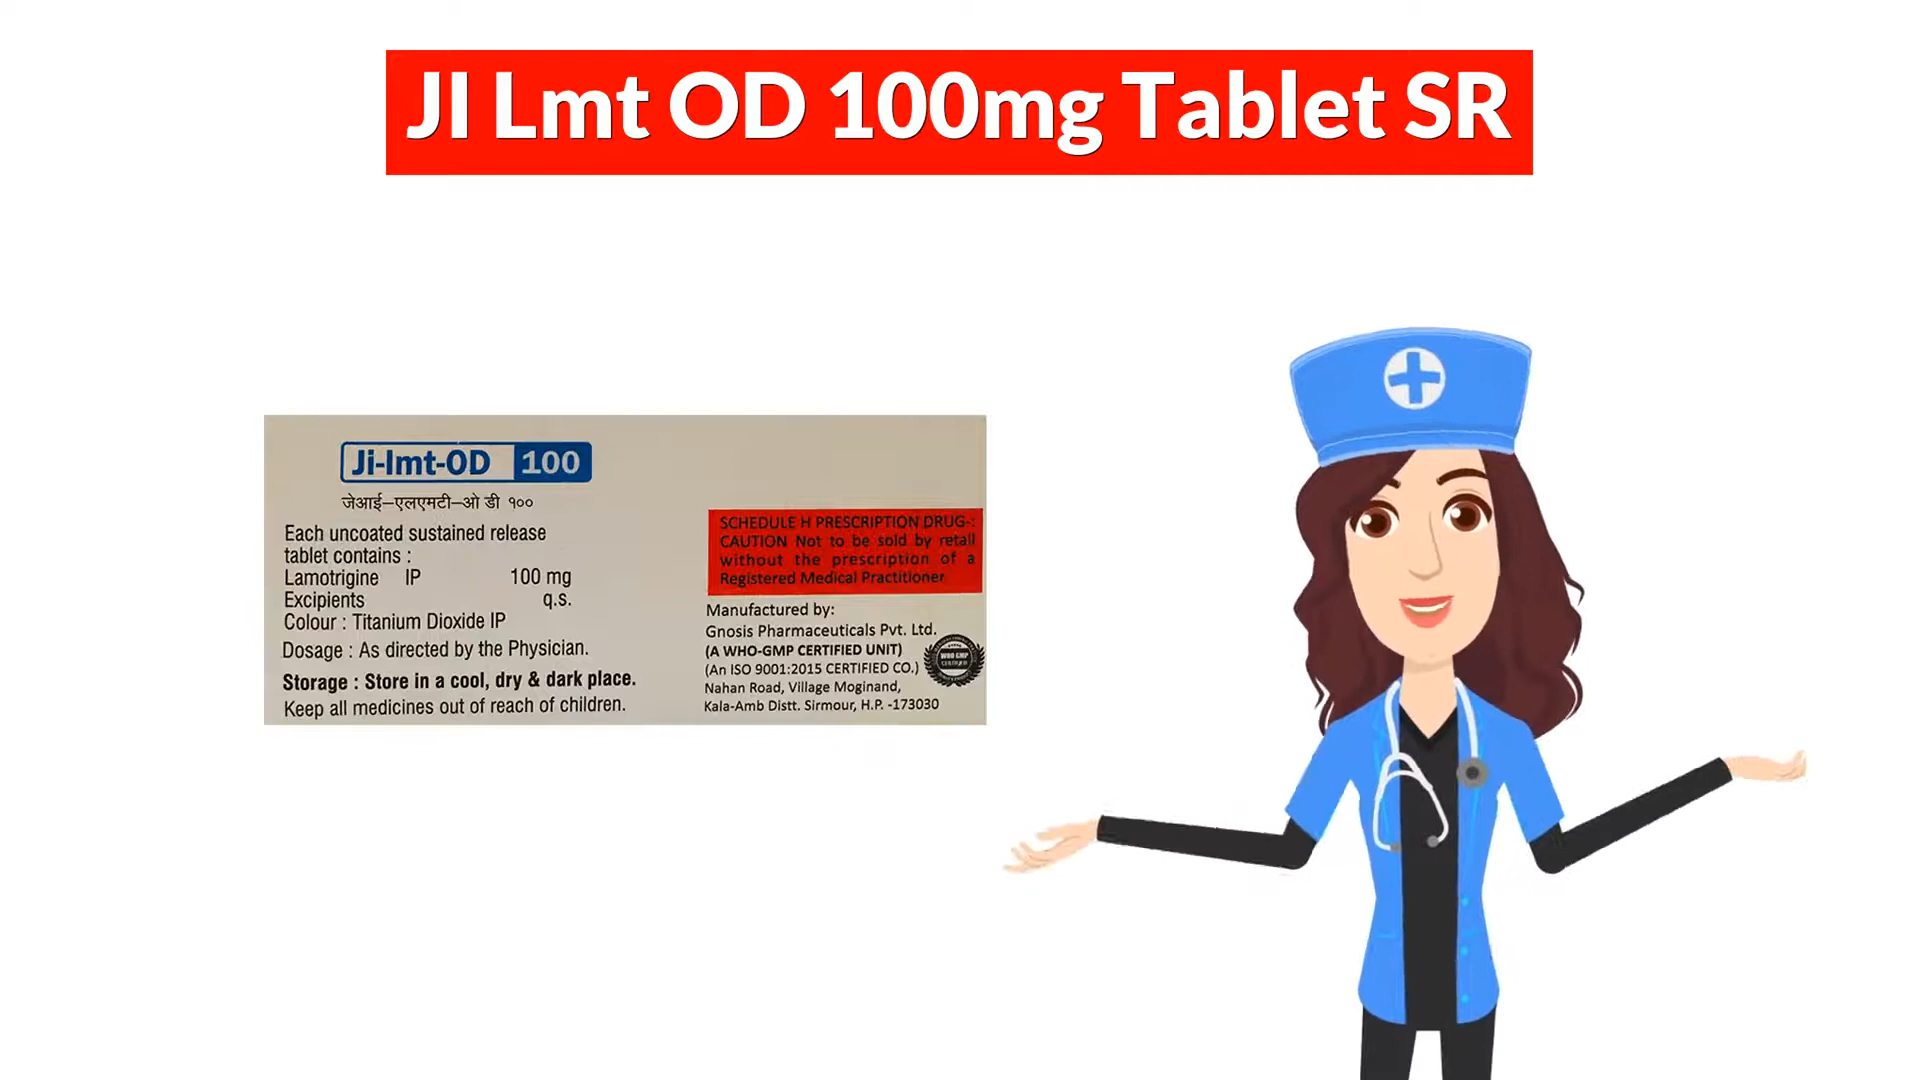 JI Lmt OD 100mg Tablet SR
Ji-lmt-OD 100
जेआई–एलएमटी–ओ डी १००
Each uncoated sustained release
tablet contains :
Lamotrigine IP 100 mg
Excipients q.s.
Colour : Titanium Dioxide IP
Dosage : As directed by the Physician.
Storage : Store in a cool, dry & dark place.
Keep all medicines out of reach of children.
SCHEDULE H PRESCRIPTION DRUG-:
CAUTION Not to be sold by retail
without the prescription of a
Registered Medical Practitioner
Manufactured by:
Gnosis Pharmaceuticals Pvt. Ltd.
(A WHO-GMP CERTIFIED UNIT)
(An ISO 9001:2015 CERTIFIED CO.)
Nahan Road, Village Moginand,
Kala-Amb Distt. Sirmour, H.P. -173030
WHO GMP
CERTIFIED